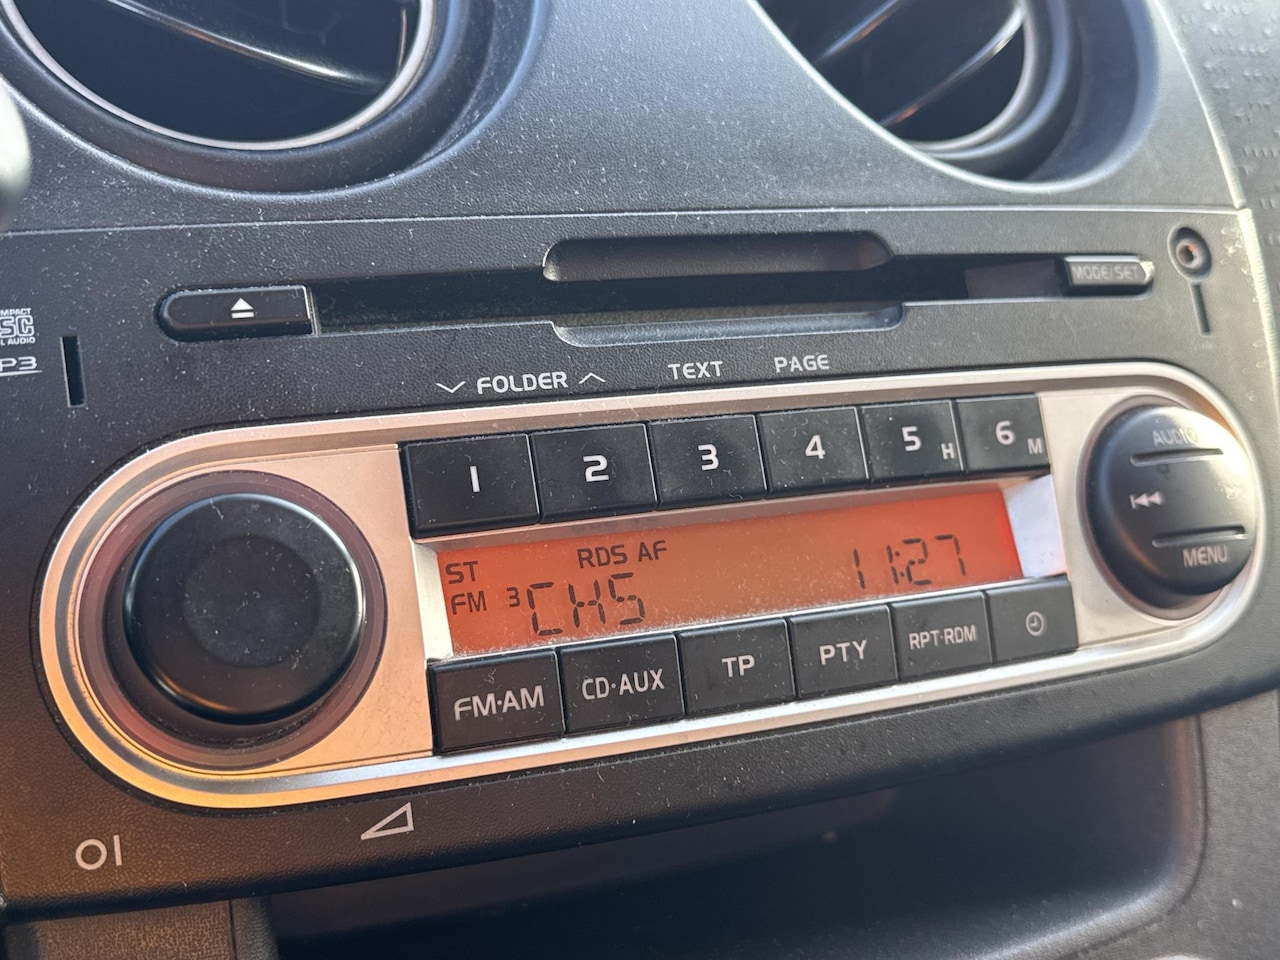 MODE/SET
FOLDER
TEXT
PAGE
1
2
3
4
5 H
6 M
AUDIO
MENU
ST
RDS AF
11:27
FM 3 CHS
FM·AM
CD·AUX
TP
PTY
RPT·RDM